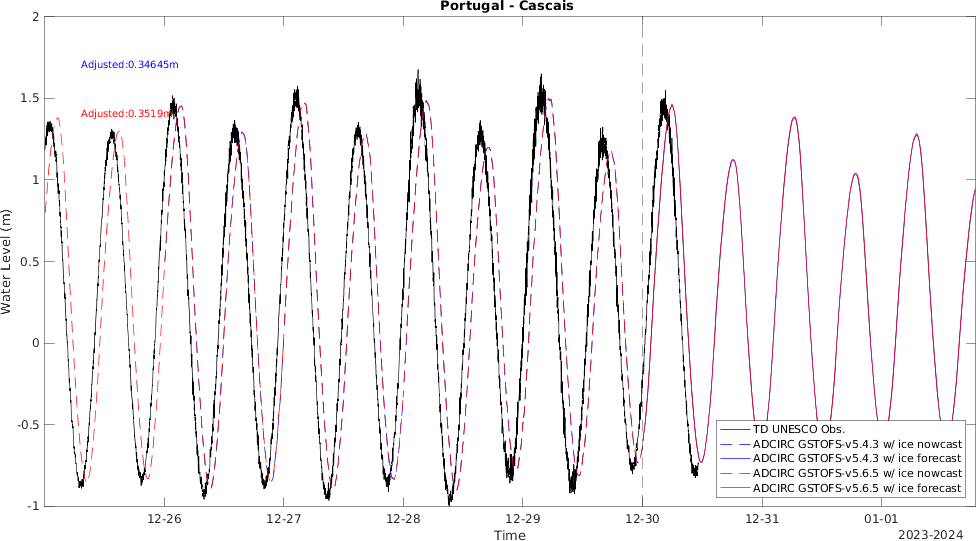 Portugal - Cascais
2
1.5
1
0.5
0
-0.5
-1
Water Level (m)
Adjusted:0.34645m
Adjusted:0.3519m
TD UNESCO Obs.
ADCIRC GSTOFS-v5.4.3 w/ ice nowcast
ADCIRC GSTOFS-v5.4.3 w/ ice forecast
ADCIRC GSTOFS-v5.6.5 w/ ice nowcast
ADCIRC GSTOFS-v5.6.5 w/ ice forecast
12-26 12-27 12-28 12-29 12-30 12-31 01-01
Time
2023-2024